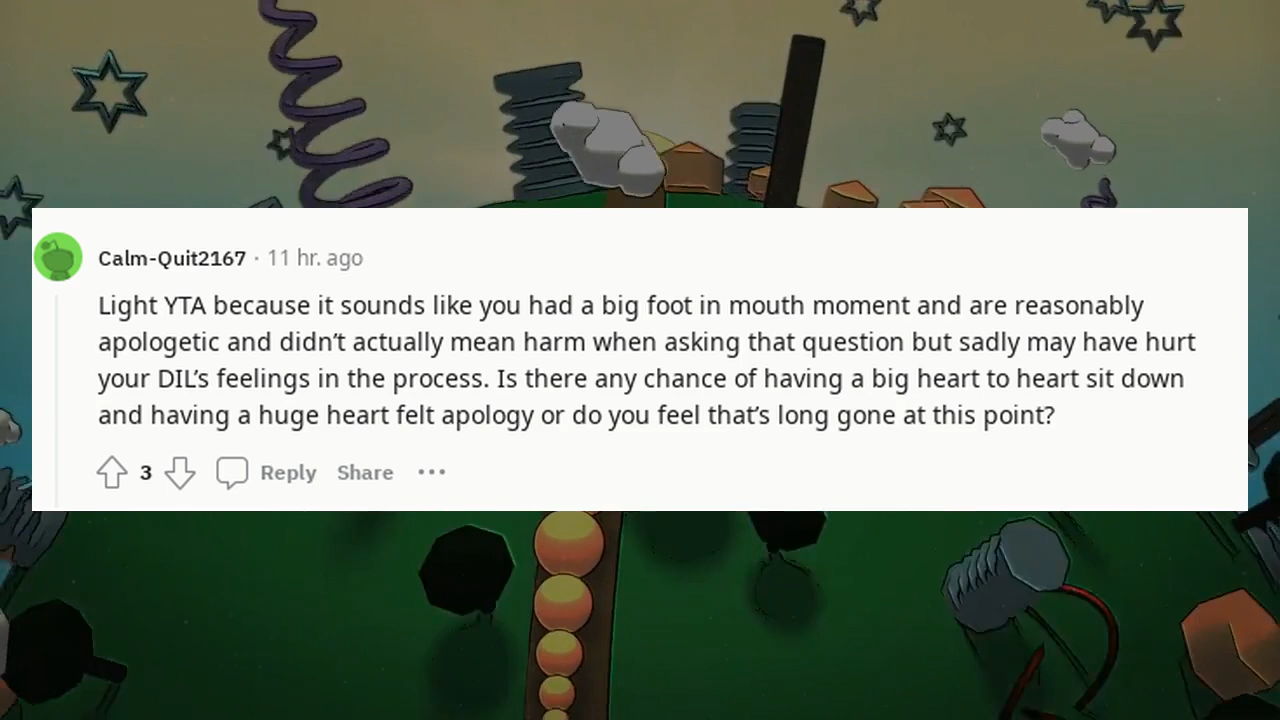 Calm-Quit2167 · 11 hr. ago
Light YTA because it sounds like you had a big foot in mouth moment and are reasonably
apologetic and didn’t actually mean harm when asking that question but sadly may have hurt
your DIL’s feelings in the process. Is there any chance of having a big heart to heart sit down
and having a huge heart felt apology or do you feel that’s long gone at this point?
3 Reply Share ···